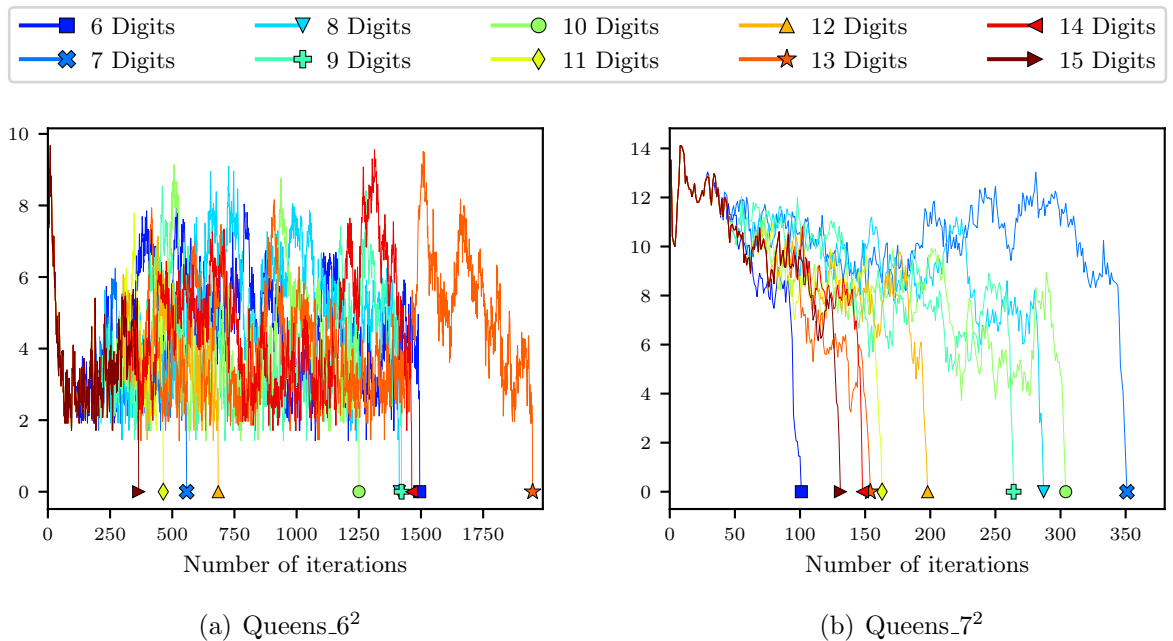 6 Digits 8 Digits 10 Digits 12 Digits 14 Digits
7 Digits 9 Digits 11 Digits 13 Digits 15 Digits
10
8
6
4
2
0
0 250 500 750 1000 1250 1500 1750
Number of iterations
(a) Queens_6²
14
12
10
8
6
4
2
0
0 50 100 150 200 250 300 350
Number of iterations
(b) Queens_7²